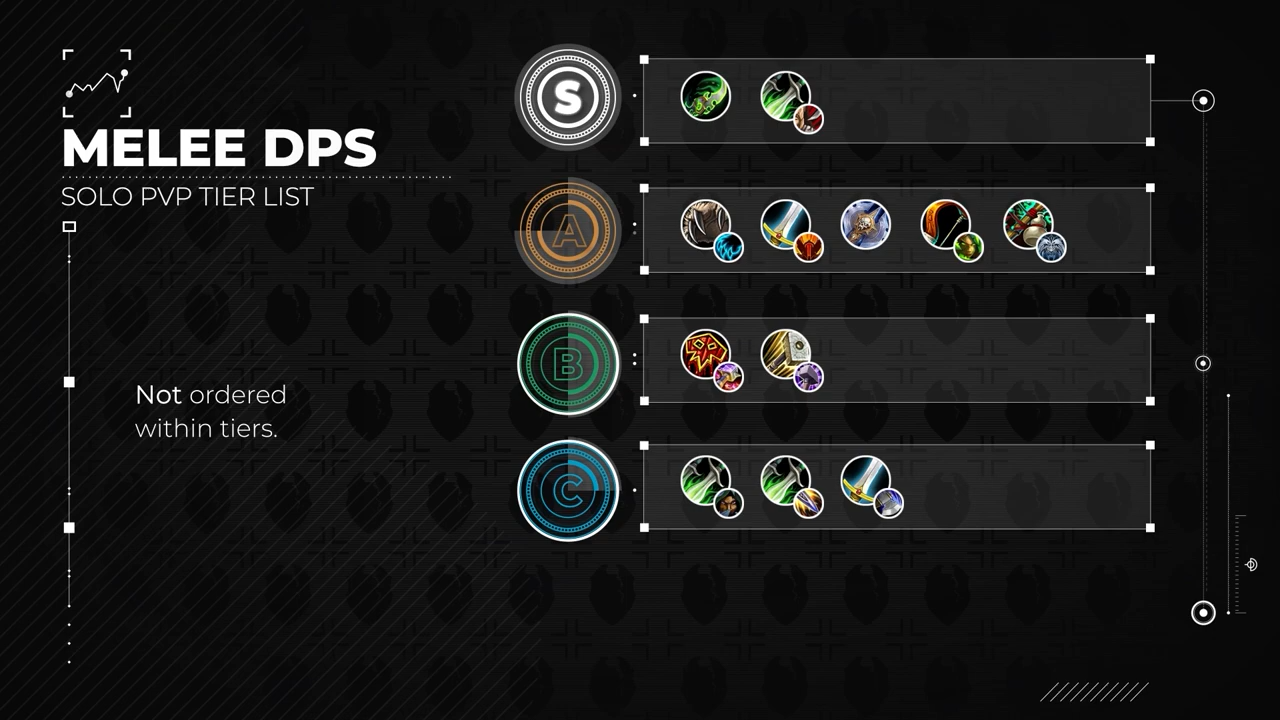 MELEE DPS
SOLO PVP TIER LIST
Not ordered
within tiers.
S
A
B
C